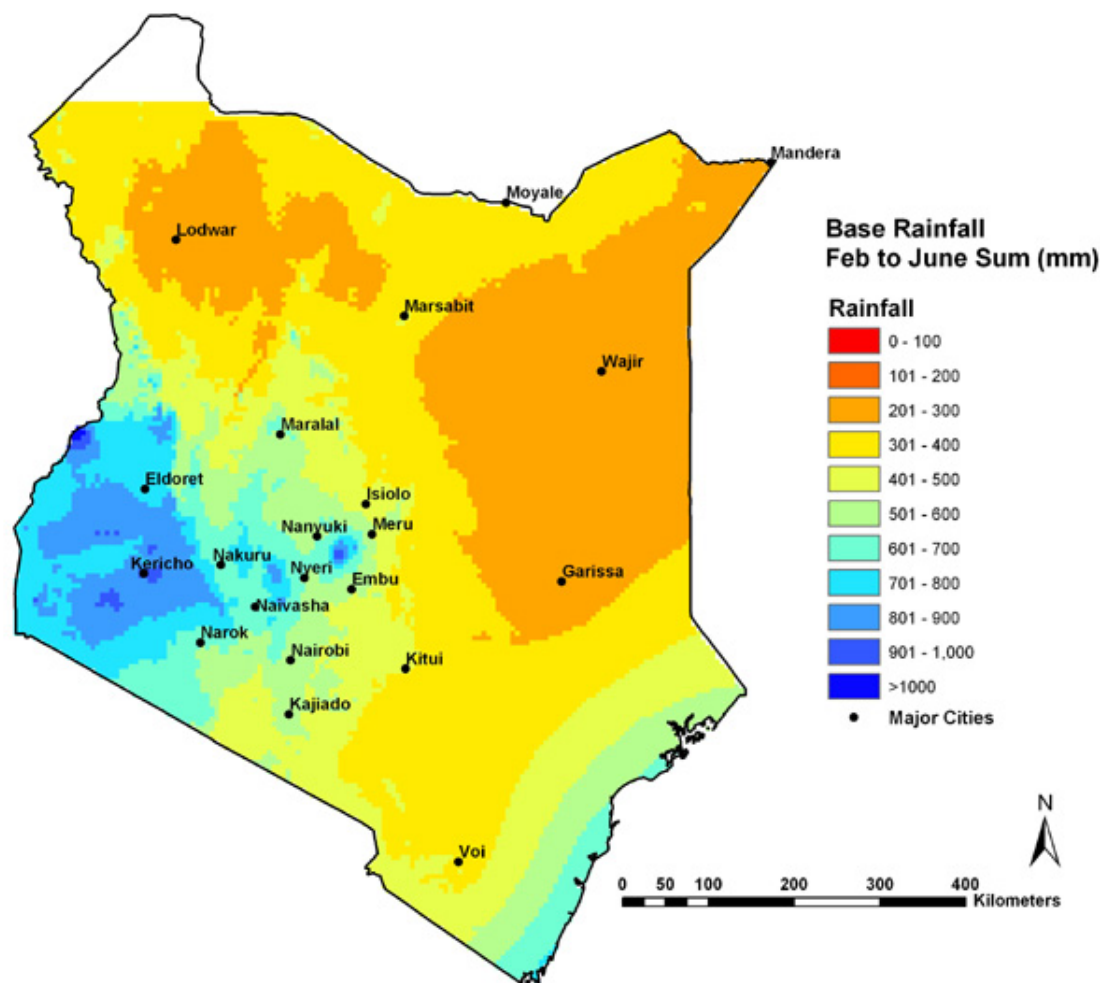 Mandera
Moyale
Lodwar
Marsabit
Wajir
Maralal
Eldoret
Isiolo
Nanyuki
Meru
Nakuru
Kericho
Nyeri
Embu
Garissa
Naivasha
Narok
Nairobi
Kitui
Kajiado
Voi
Base Rainfall
Feb to June Sum (mm)
Rainfall
0 - 100
101 - 200
201 - 300
301 - 400
401 - 500
501 - 600
601 - 700
701 - 800
801 - 900
901 - 1,000
>1000
Major Cities
N
0 50 100 200 300 400
Kilometers